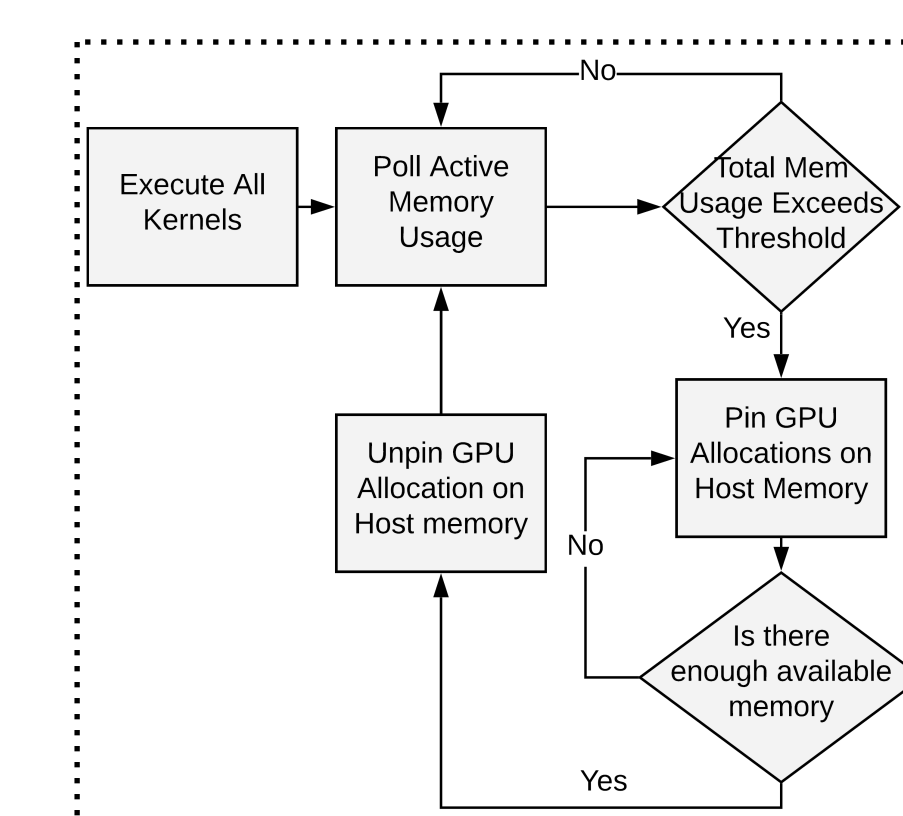 No
Execute All
Kernels
Poll Active
Memory
Usage
Total Mem
Usage Exceeds
Threshold
Yes
Unpin GPU
Allocation on
Host memory
Pin GPU
Allocations on
Host Memory
No
Is there
enough available
memory
Yes